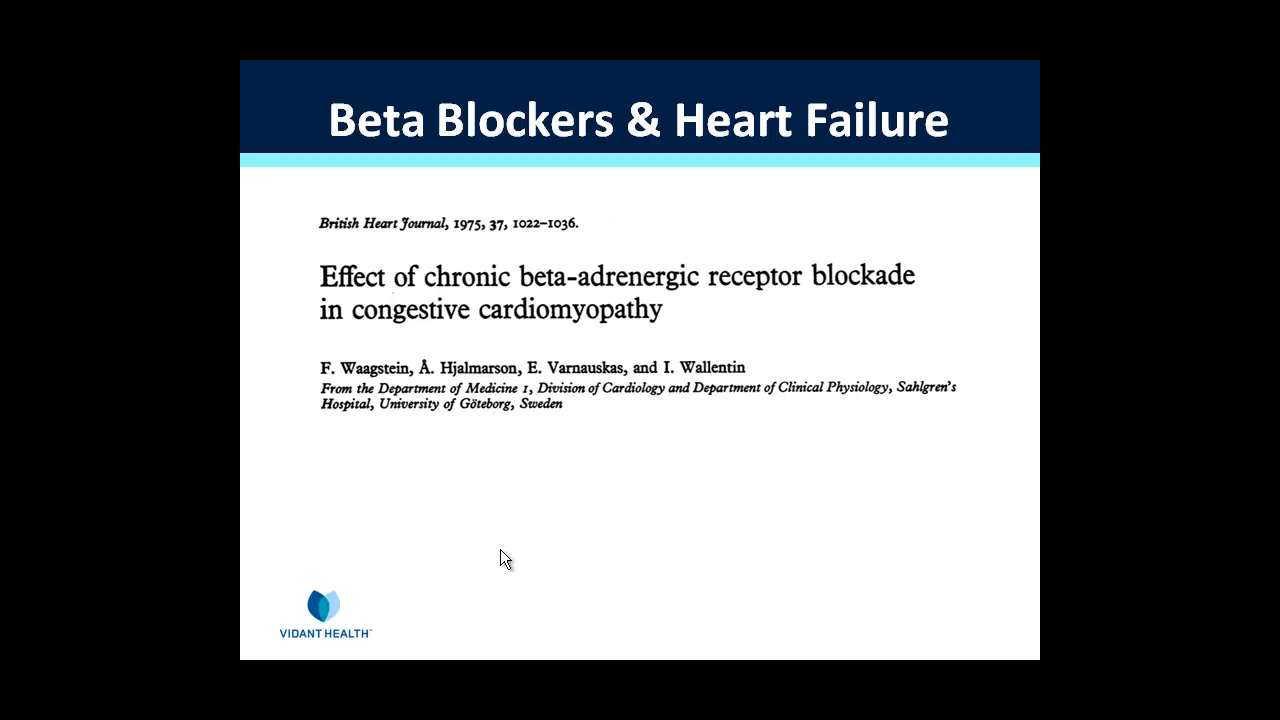 Beta Blockers & Heart Failure
British Heart Journal, 1975, 37, 1022–1036.
Effect of chronic beta-adrenergic receptor blockade
in congestive cardiomyopathy
F. Waagstein, Å. Hjalmarson, E. Varnauskas, and I. Wallentin
From the Department of Medicine 1, Division of Cardiology and Department of Clinical Physiology, Sahlgren's
Hospital, University of Göteborg, Sweden
VIDANT HEALTH™